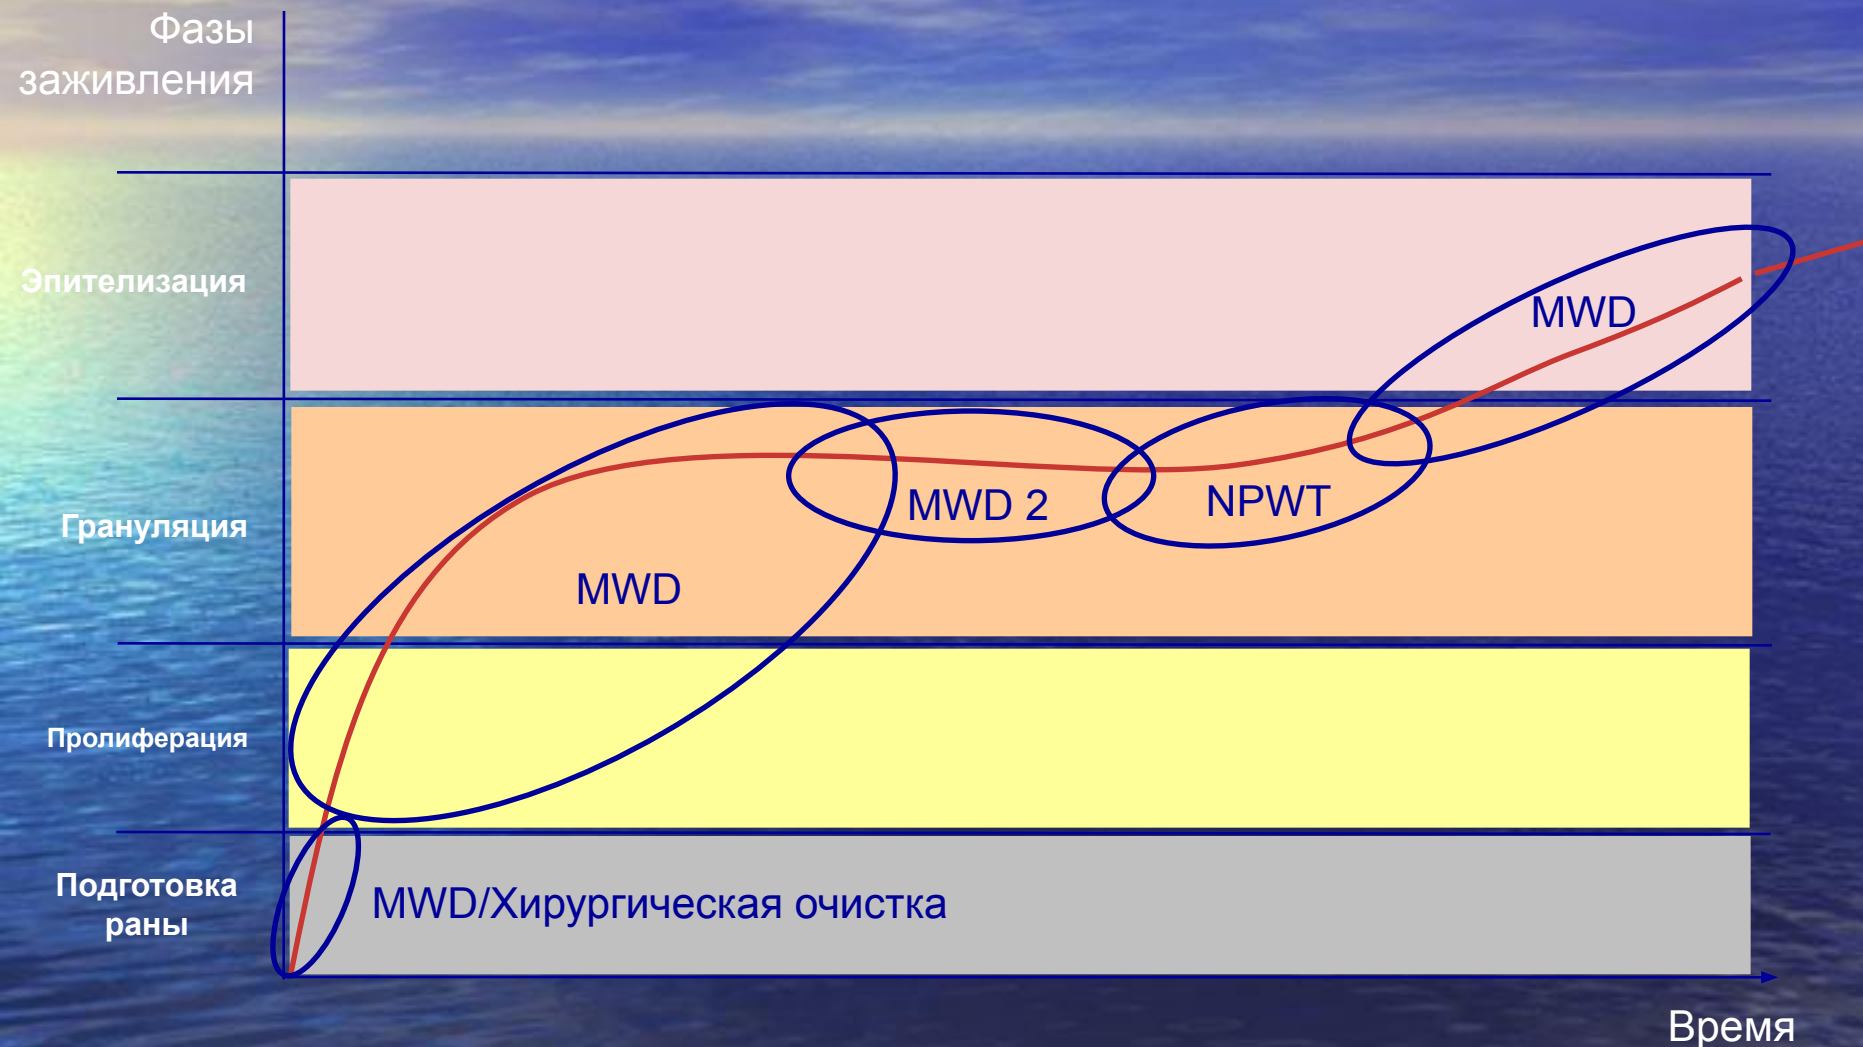 Фазы
заживления
Эпителизация
MWD
Грануляция
MWD 2
NPWT
MWD
Пролиферация
Подготовка
раны
MWD/Хирургическая очистка
Время